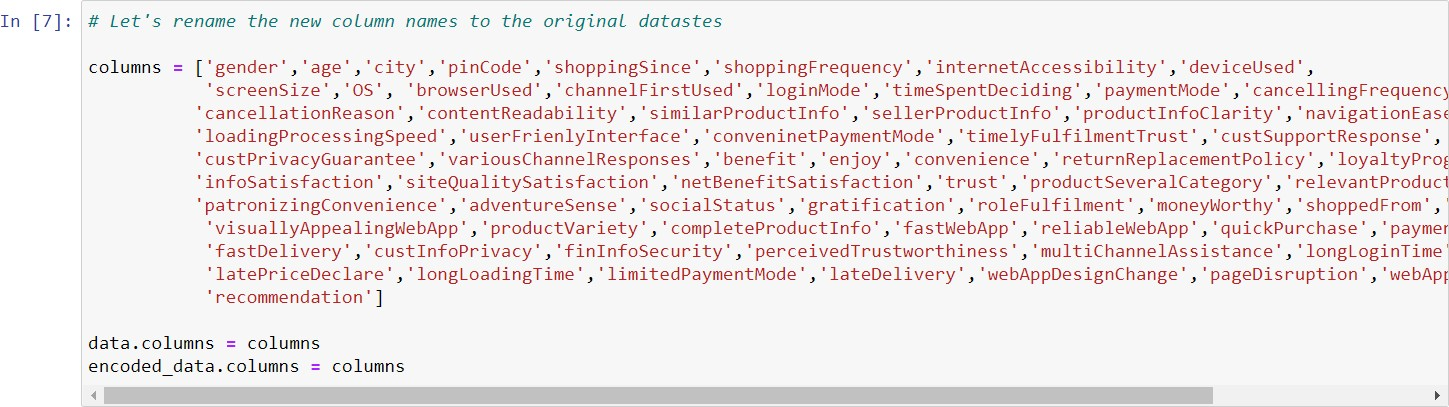 In [7]: # Let's rename the new column names to the original datastes
columns = ['gender','age','city','pinCode','shoppingSince','shoppingFrequency','internetAccessibility','deviceUsed',
'screenSize','OS', 'browserUsed','channelFirstUsed','loginMode','timeSpentDeciding','paymentMode','cancellingFrequency
'cancellationReason','contentReadability','similarProductInfo','sellerProductInfo','productInfoClarity','navigationEase
'loadingProcessingSpeed','userFrienlyInterface','conveninetPaymentMode','timelyFulfilmentTrust','custSupportResponse',
'custPrivacyGuarantee','variousChannelResponses','benefit','enjoy','convenience','returnReplacementPolicy','loyaltyProg
'infoSatisfaction','siteQualitySatisfaction','netBenefitSatisfaction','trust','productSeveralCategory','relevantProduct
'patronizingConvenience','adventureSense','socialStatus','gratification','roleFulfilment','moneyWorthy','shoppedFrom','
'visuallyAppealingWebApp','productVariety','completeProductInfo','fastWebApp','reliableWebApp','quickPurchase','paymen
'fastDelivery','custInfoPrivacy','finInfoSecurity','perceivedTrustworthiness','multiChannelAssistance','longLoginTime'
'latePriceDeclare','longLoadingTime','limitedPaymentMode','lateDelivery','webAppDesignChange','pageDisruption','webApp
'recommendation']
data.columns = columns
encoded_data.columns = columns